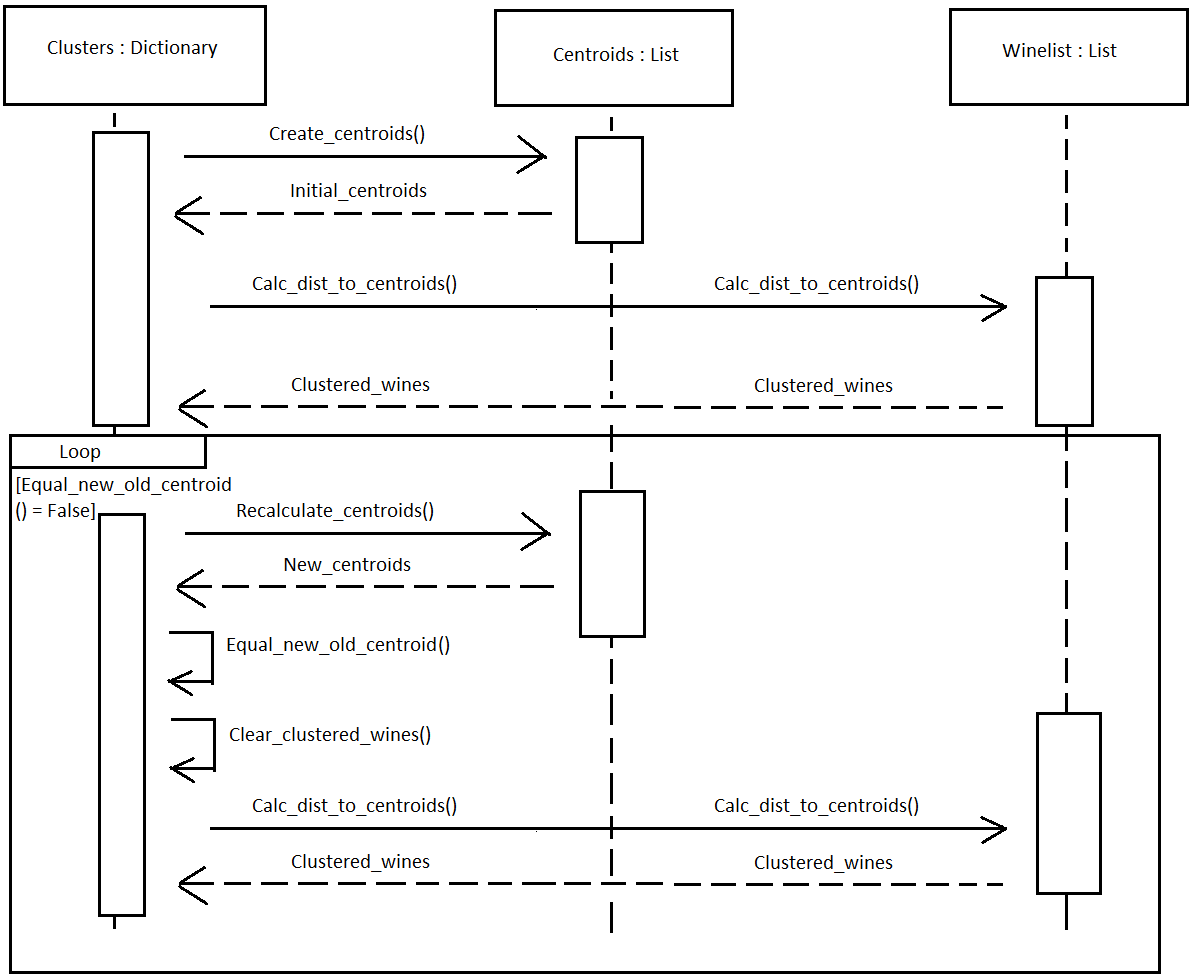 Clusters : Dictionary
Centroids : List
Winelist : List
Create_centroids()
Initial_centroids
Calc_dist_to_centroids()
Calc_dist_to_centroids()
Clustered_wines
Clustered_wines
Loop
[Equal_new_old_centroid
() = False]
Recalculate_centroids()
New_centroids
Equal_new_old_centroid()
Clear_clustered_wines()
Calc_dist_to_centroids()
Calc_dist_to_centroids()
Clustered_wines
Clustered_wines